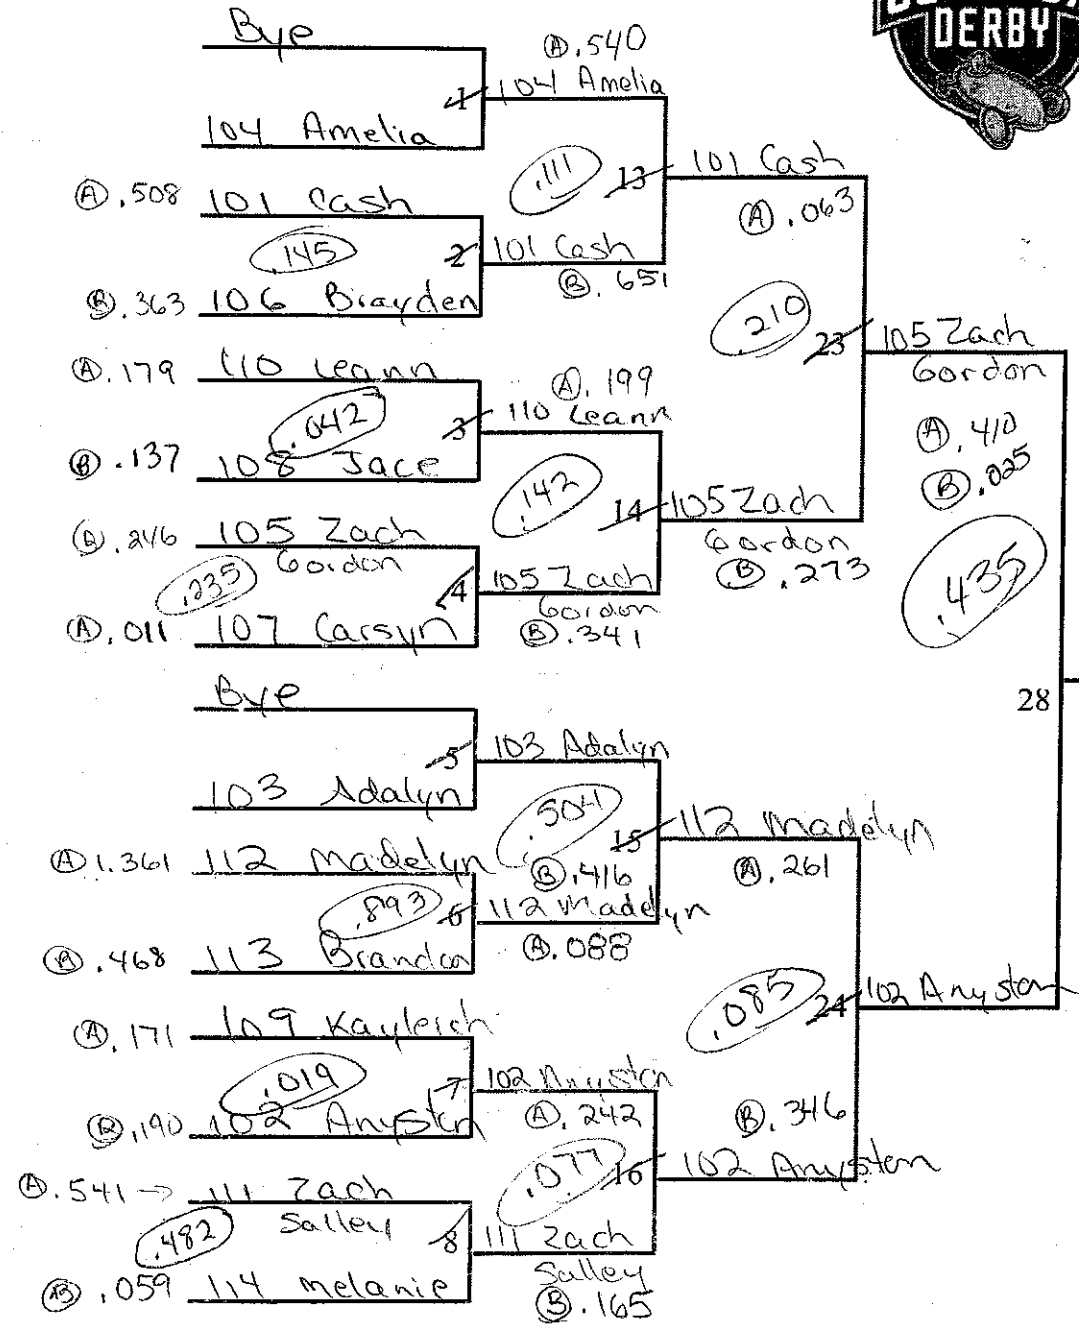 DERBY
Bye
Ⓐ .540
1 104 Amelia
104 Amelia
.111
13 101 Cash
Ⓐ .508 101 Cash
Ⓐ .063
.145
2 101 Cash
Ⓑ .651
Ⓑ .363 106 Brayden
.210
23 105 Zach
Gordon
Ⓐ .179 110 Leann
Ⓐ .199
.042
3 110 Leann
Ⓐ .410
Ⓑ .025
Ⓑ .137 108 Jace
.142
14 105 Zach
Gordon
Ⓑ .273
.246 105 Zach
Gordon
.235
4 105 Zach
Gordon
Ⓑ .341
.435
Ⓐ .011 107 Carsyn
Bye
28
5 103 Adalyn
103 Adalyn
.504
15 112 Madelyn
Ⓐ 1.361 112 Madelyn
Ⓑ .416
Ⓐ .261
.893
6 112 Madelyn
Ⓐ .088
.468 113 Brandon
.085
24 102 Anyston
Ⓐ .171 109 Kayleigh
.019
7 102 Anyston
Ⓐ .242
Ⓑ .346
Ⓑ .190 102 Anyston
.077
16 102 Anyston
Ⓐ .541 → 111 Zach
Salley
.482
8 111 Zach
Salley
Ⓑ .165
Ⓑ .059 114 Melanie